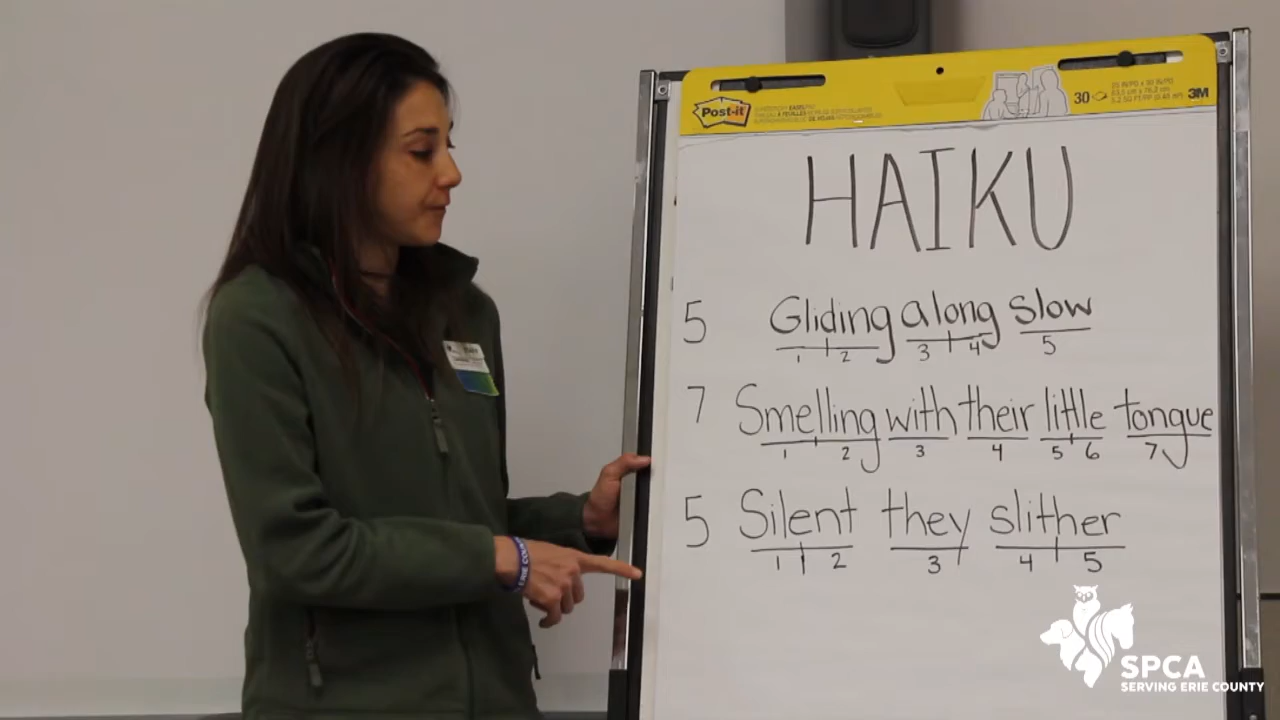 Post-it
30
3M
HAIKU
5 Gliding along slow
1 2 3 4 5
7 Smelling with their little tongue
1 2 3 4 5 6 7
5 Silent they slither
1 2 3 4 5
ERIE COUN
SPCA
SERVING ERIE COUNTY